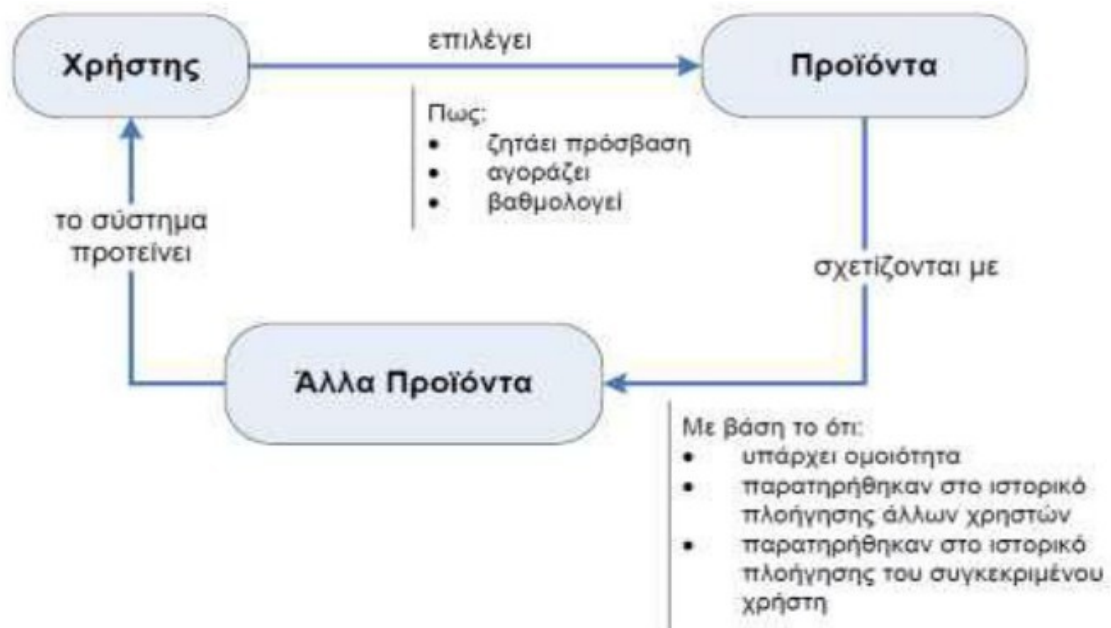 Χρήστης
επιλέγει
Προϊόντα
Πως:
• ζητάει πρόσβαση
• αγοράζει
• βαθμολογεί
το σύστημα
προτείνει
σχετίζονται με
Άλλα Προϊόντα
Με βάση το ότι:
• υπάρχει ομοιότητα
• παρατηρήθηκαν στο ιστορικό
πλοήγησης άλλων χρηστών
• παρατηρήθηκαν στο ιστορικό
πλοήγησης του συγκεκριμένου
χρήστη